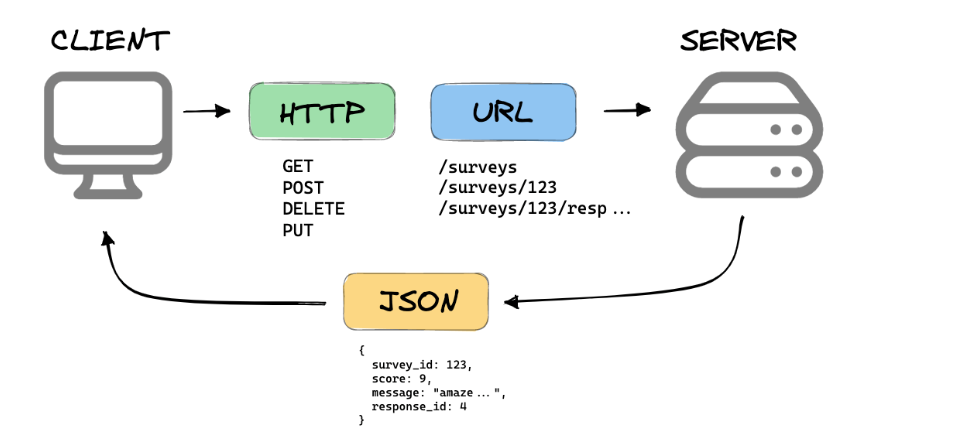 CLIENT
SERVER
HTTP
URL
GET
POST
DELETE
PUT
/surveys
/surveys/123
/surveys/123/resp...
JSON
{
survey_id: 123,
score: 9,
message: "amaze...",
response_id: 4
}